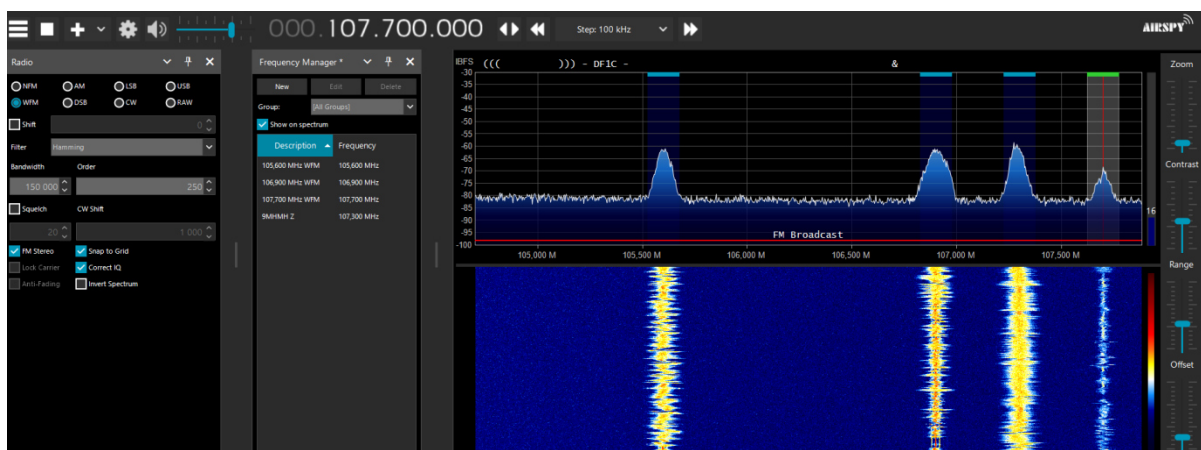 000.107.700.000
Step: 100 kHz
AIRSPY
Radio
NFM AM LSB USB
WFM DSB CW RAW
Shift 0
Filter Hamming
Bandwidth Order
150 000 250
Squelch CW Shift
20 1 000
FM Stereo Snap to Grid
Lock Carrier Correct IQ
Anti-Fading Invert Spectrum
Frequency Manager *
New Edit Delete
Group: [All Groups]
Show on spectrum
Description Frequency
105,600 MHz WFM 105,600 MHz
106,900 MHz WFM 106,900 MHz
107,700 MHz WFM 107,700 MHz
9MHMH Z 107,300 MHz
(((  ))) - DF1C - &
-30
-35
-40
-45
-50
-55
-60
-65
-70
-75
-80
-85
-90
-95
-100
16
FM Broadcast
105,000 M 105,500 M 106,000 M 106,500 M 107,000 M 107,500 M
Zoom
Contrast
Range
Offset